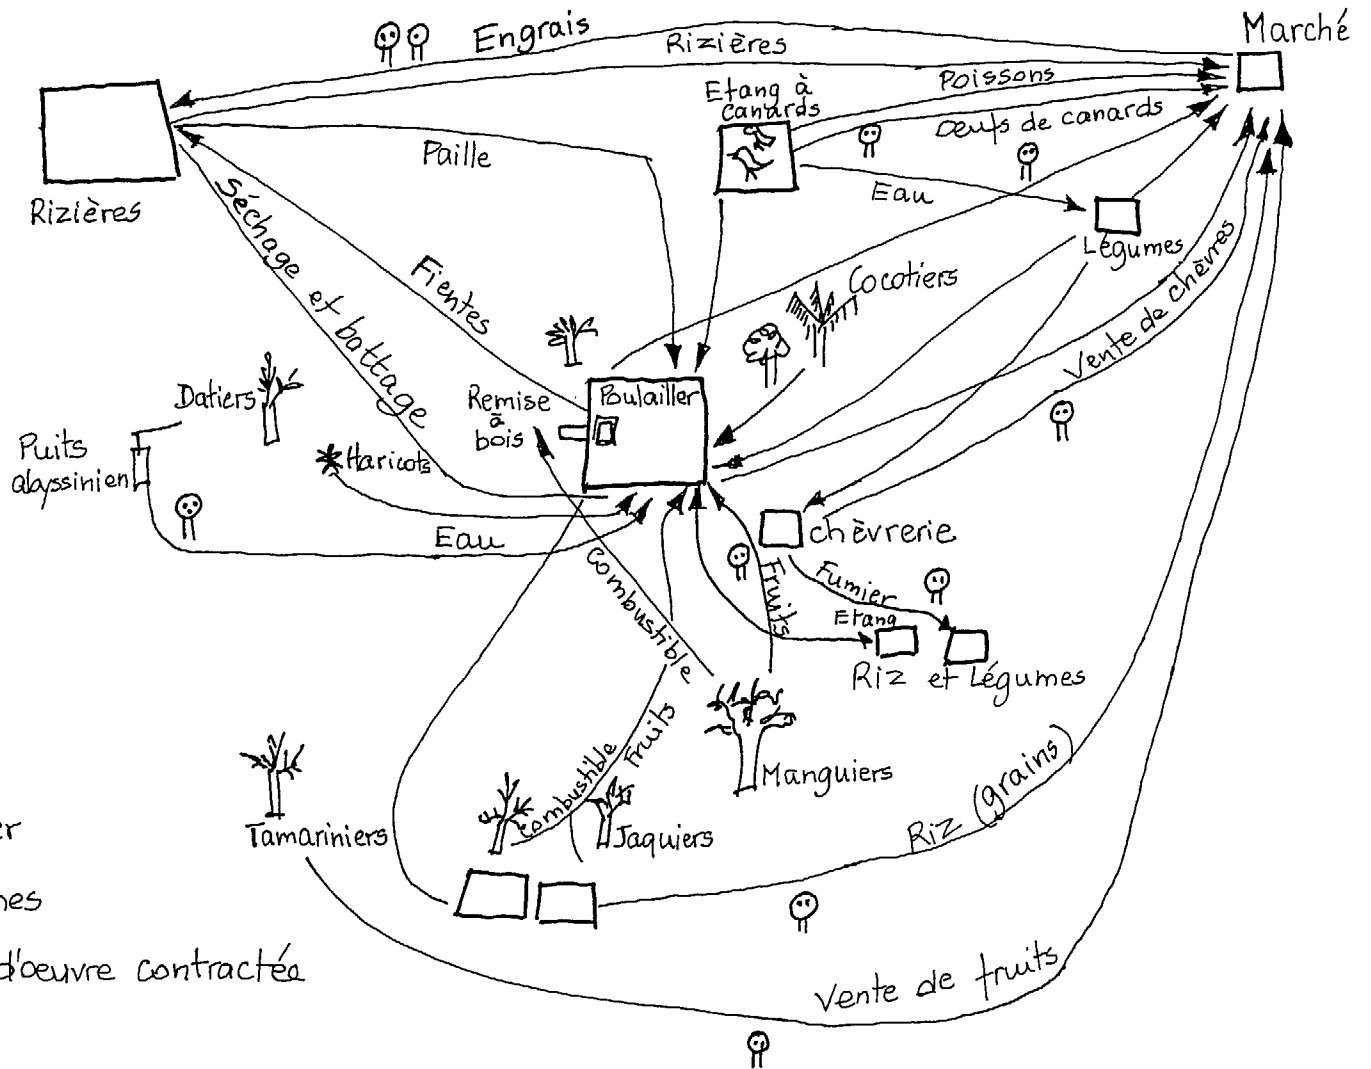 Marché
Engrais
Rizières
Poissons
Etang à
canards
Oeufs de canards
Paille
Eau
Rizières
Légumes
Séchage et battage
Fientes
Cocotiers
Vente de chèvres
Datiers
Remise
à
bois
Poulailler
Puits
abyssinien
Haricots
Eau
Chèvrerie
Combustible
Fruits
Fumier
Etang
Riz et Légumes
Fruits
Combustible
Manguiers
Riz (grains)
Tamariniers
Jaquiers
d'oeuvre contractée
Vente de fruits